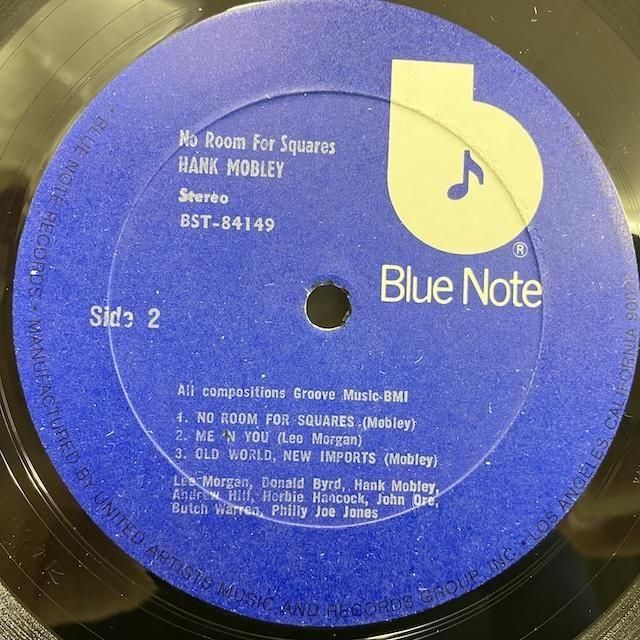 No Room For Squares
HANK MOBLEY
Stereo
BST-84149
®
Blue Note
Side 2
All compositions Groove Music-BMI
1. NO ROOM FOR SQUARES (Mobley)
2. ME 'N YOU (Lee Morgan)
3. OLD WORLD, NEW IMPORTS (Mobley)
Lee Morgan, Donald Byrd, Hank Mobley,
Andrew Hill, Herbie Hancock, John Ore,
Butch Warren, Philly Joe Jones
• BLUE NOTE RECORDS • MANUFACTURED BY UNITED ARTISTS MUSIC AND RECORDS GROUP, INC. • LOS ANGELES, CALIFORNIA